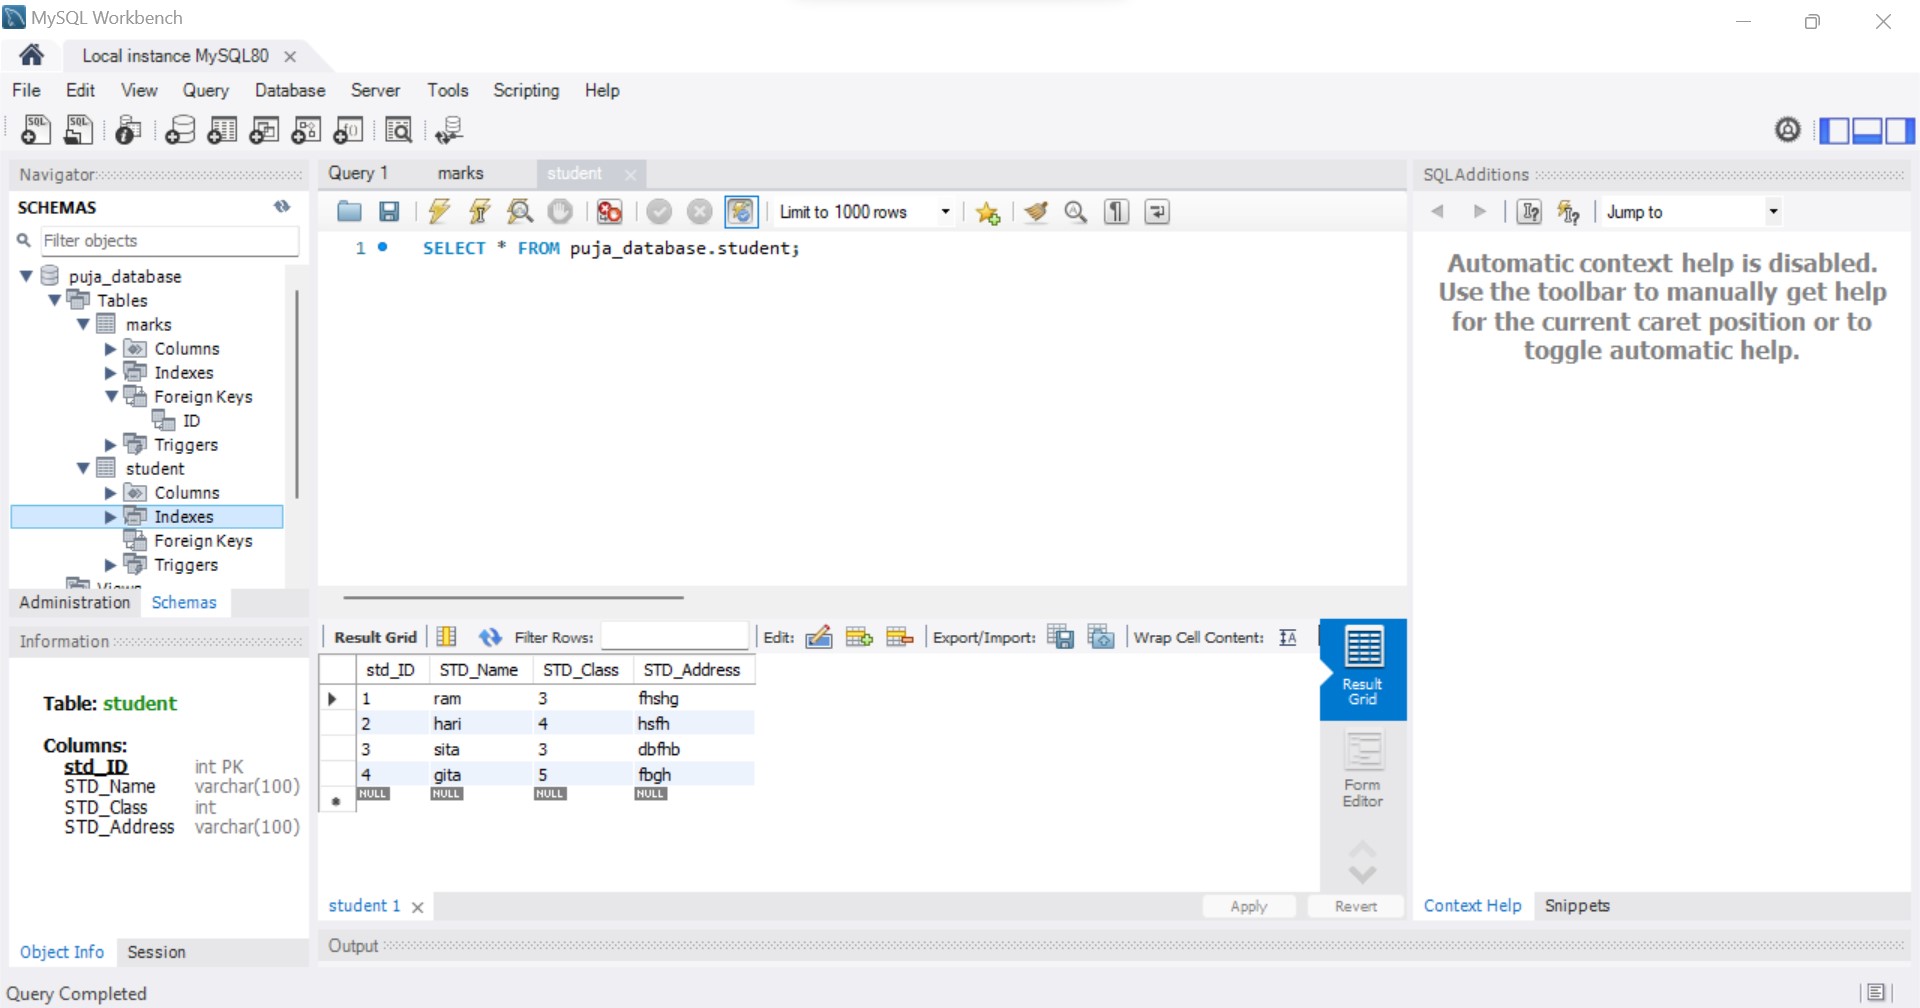 MySQL Workbench
Local instance MySQL80
File Edit View Query Database Server Tools Scripting Help
Navigator
SCHEMAS
Filter objects
puja_database
Tables
marks
Columns
Indexes
Foreign Keys
ID
Triggers
student
Columns
Indexes
Foreign Keys
Triggers
Views
Administration Schemas
Information
Table: student
Columns:
std_ID int PK
STD_Name varchar(100)
STD_Class int
STD_Address varchar(100)
Object Info Session
Query Completed
Query 1 marks student
Limit to 1000 rows
1 SELECT * FROM puja_database.student;
Result Grid Filter Rows: Edit: Export/Import: Wrap Cell Content:
std_ID STD_Name STD_Class STD_Address
1 ram 3 fhshg
2 hari 4 hsfh
3 sita 3 dbfhb
4 gita 5 fbgh
NULL NULL NULL NULL
Result
Grid
Form
Editor
student 1
Apply Revert
Output
SQLAdditions
Jump to
Automatic context help is disabled.
Use the toolbar to manually get help
for the current caret position or to
toggle automatic help.
Context Help Snippets